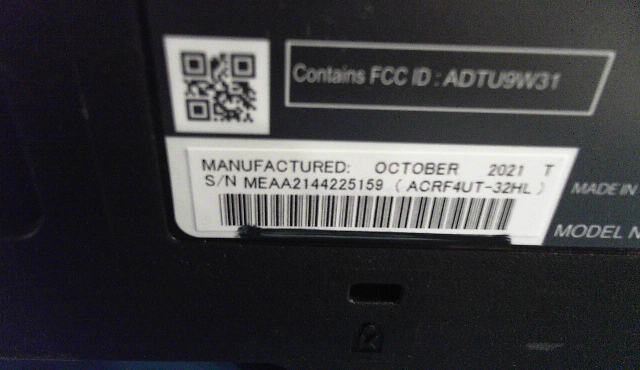 Contains FCC ID : ADTU9W31
MANUFACTURED: OCTOBER 2021 T
S/N MEAA2144225159 ( ACRF4UT-32HL )
MADE IN
MODEL N